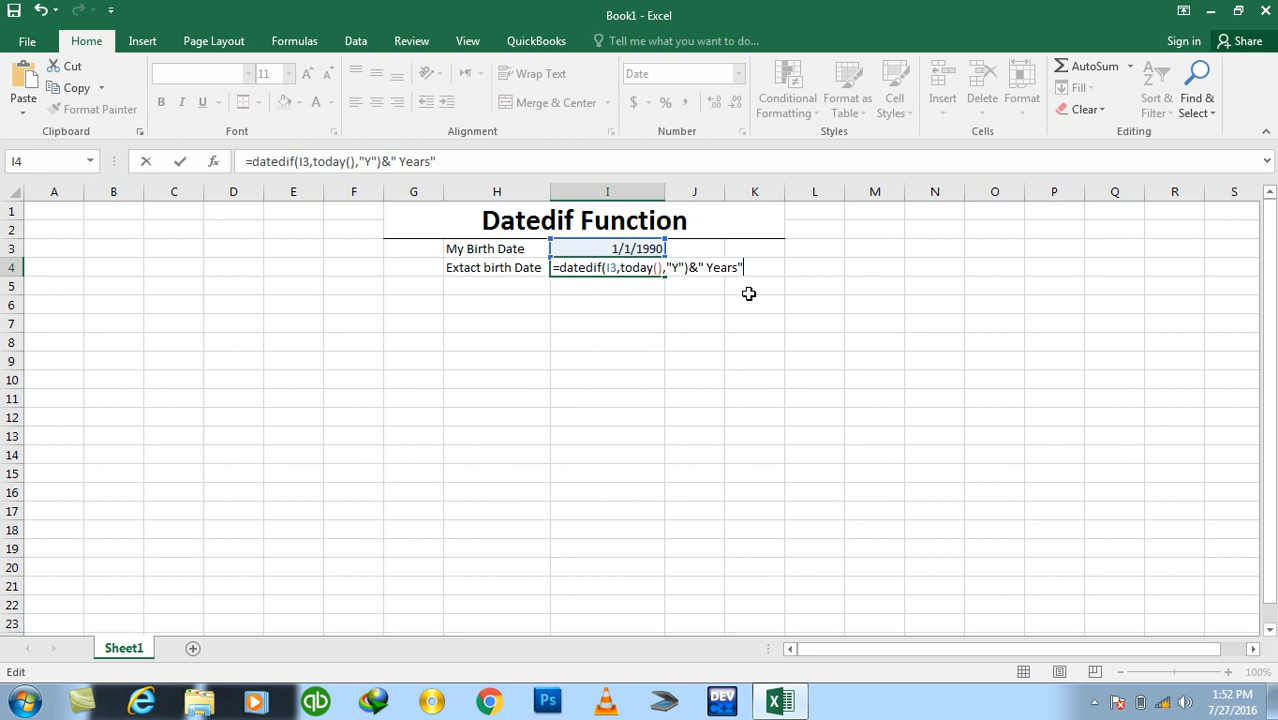 Book1 - Excel
File Home Insert Page Layout Formulas Data Review View QuickBooks Tell me what you want to do... Sign in Share
Paste
Cut
Copy
Format Painter
Clipboard
11
B I U
A A
Font
Wrap Text
Merge & Center
Alignment
Date
$ % ,
Number
Conditional Formatting
Format as Table
Cell Styles
Styles
Insert Delete Format
Cells
AutoSum
Fill
Clear
Sort & Filter
Find & Select
Editing
I4 fx =datedif(I3,today(),"Y")&" Years"
A B C D E F G H I J K L M N O P Q R S
1 Datedif Function
2
3 My Birth Date 1/1/1990
4 Extact birth Date =datedif(I3,today(),"Y")&" Years"
5
6
7
8
9
10
11
12
13
14
15
16
17
18
19
20
21
22
23
Sheet1
Edit 100%
qb Ps DEV C++
1:52 PM
7/27/2016